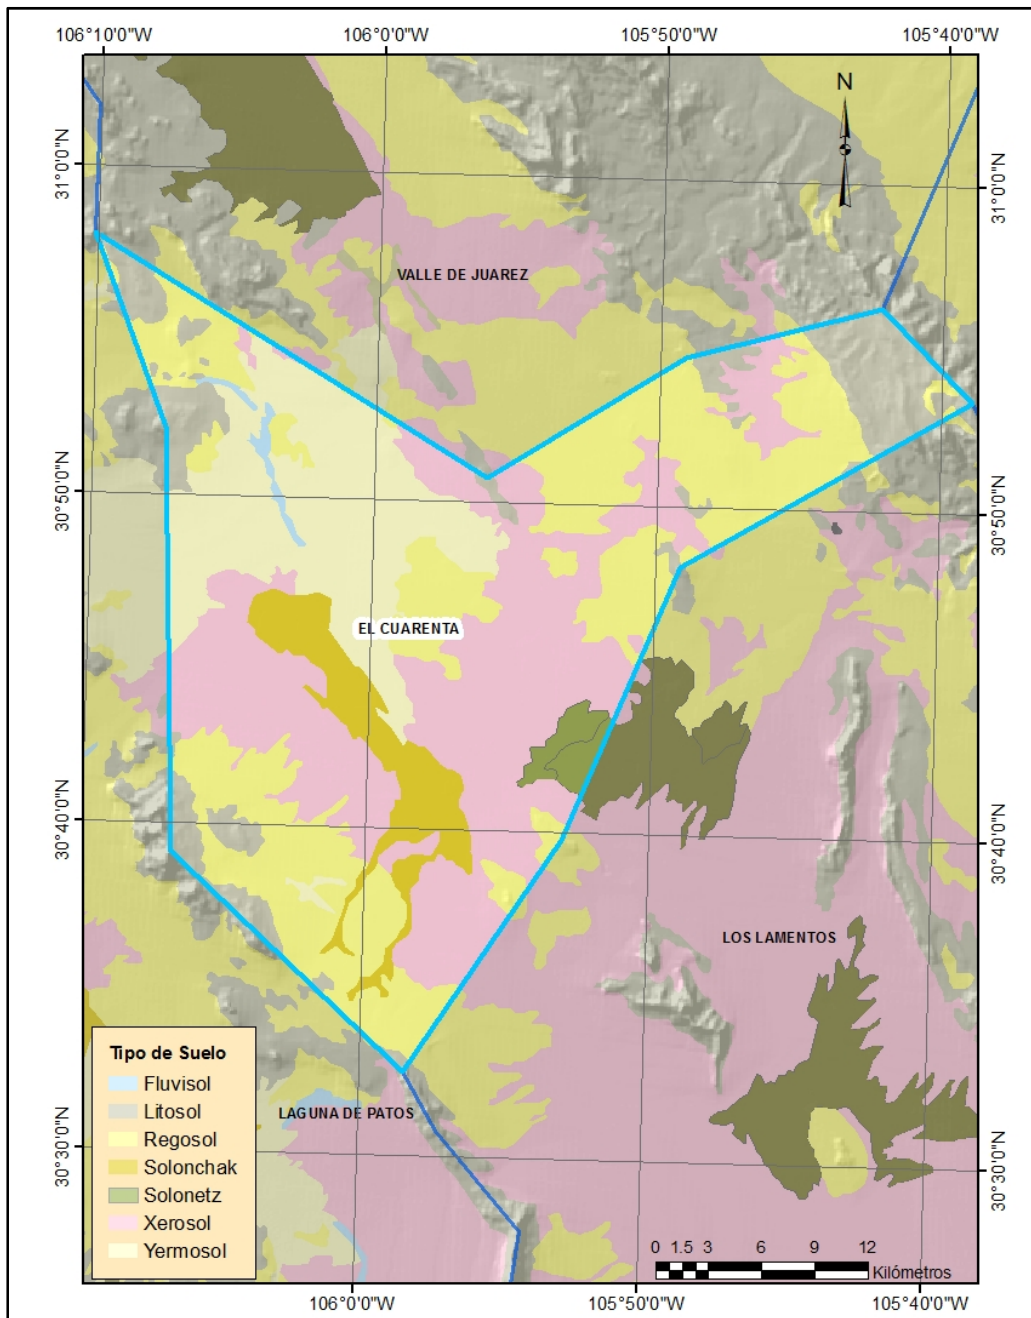 106°10'0"W 106°0'0"W 105°50'0"W 105°40'0"W
N
31°0'0"N
31°0'0"N
VALLE DE JUAREZ
30°50'0"N
30°50'0"N
EL CUARENTA
30°40'0"N
30°40'0"N
LOS LAMENTOS
Tipo de Suelo
Fluvisol
Litosol
Regosol
Solonchak
Solonetz
Xerosol
Yermosol
LAGUNA DE PATOS
30°30'0"N
30°30'0"N
0 1.5 3 6 9 12
Kilómetros
106°0'0"W 105°50'0"W 105°40'0"W